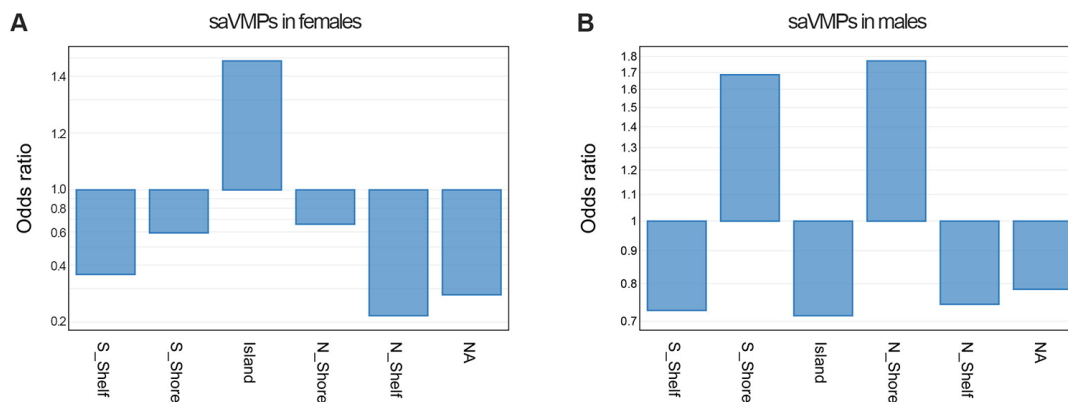 A
saVMPs in females
Odds ratio
1.4
1.2
1.0
0.8
0.6
0.4
0.2
S_Shelf
S_Shore
Island
N_Shore
N_Shelf
NA
B
saVMPs in males
Odds ratio
1.8
1.7
1.6
1.5
1.4
1.3
1.2
1.1
1
0.9
0.8
0.7
S_Shelf
S_Shore
Island
N_Shore
N_Shelf
NA